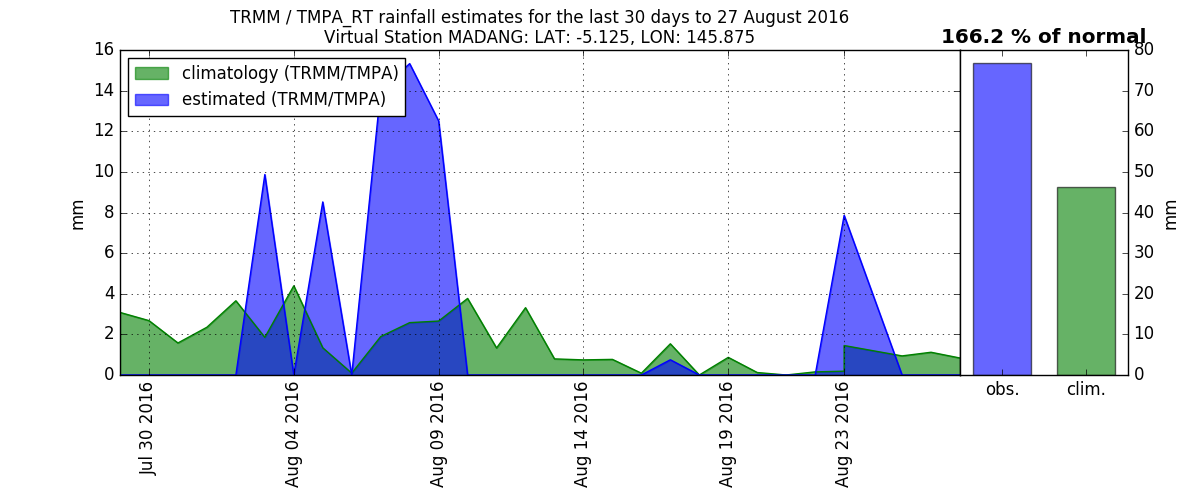 TRMM / TMPA_RT rainfall estimates for the last 30 days to 27 August 2016
Virtual Station MADANG: LAT: -5.125, LON: 145.875
166.2 % of normal
climatology (TRMM/TMPA)
estimated (TRMM/TMPA)
mm
16
14
12
10
8
6
4
2
0
Jul 30 2016
Aug 04 2016
Aug 09 2016
Aug 14 2016
Aug 19 2016
Aug 23 2016
80
70
60
50
40
30
20
10
0
mm
obs.
clim.